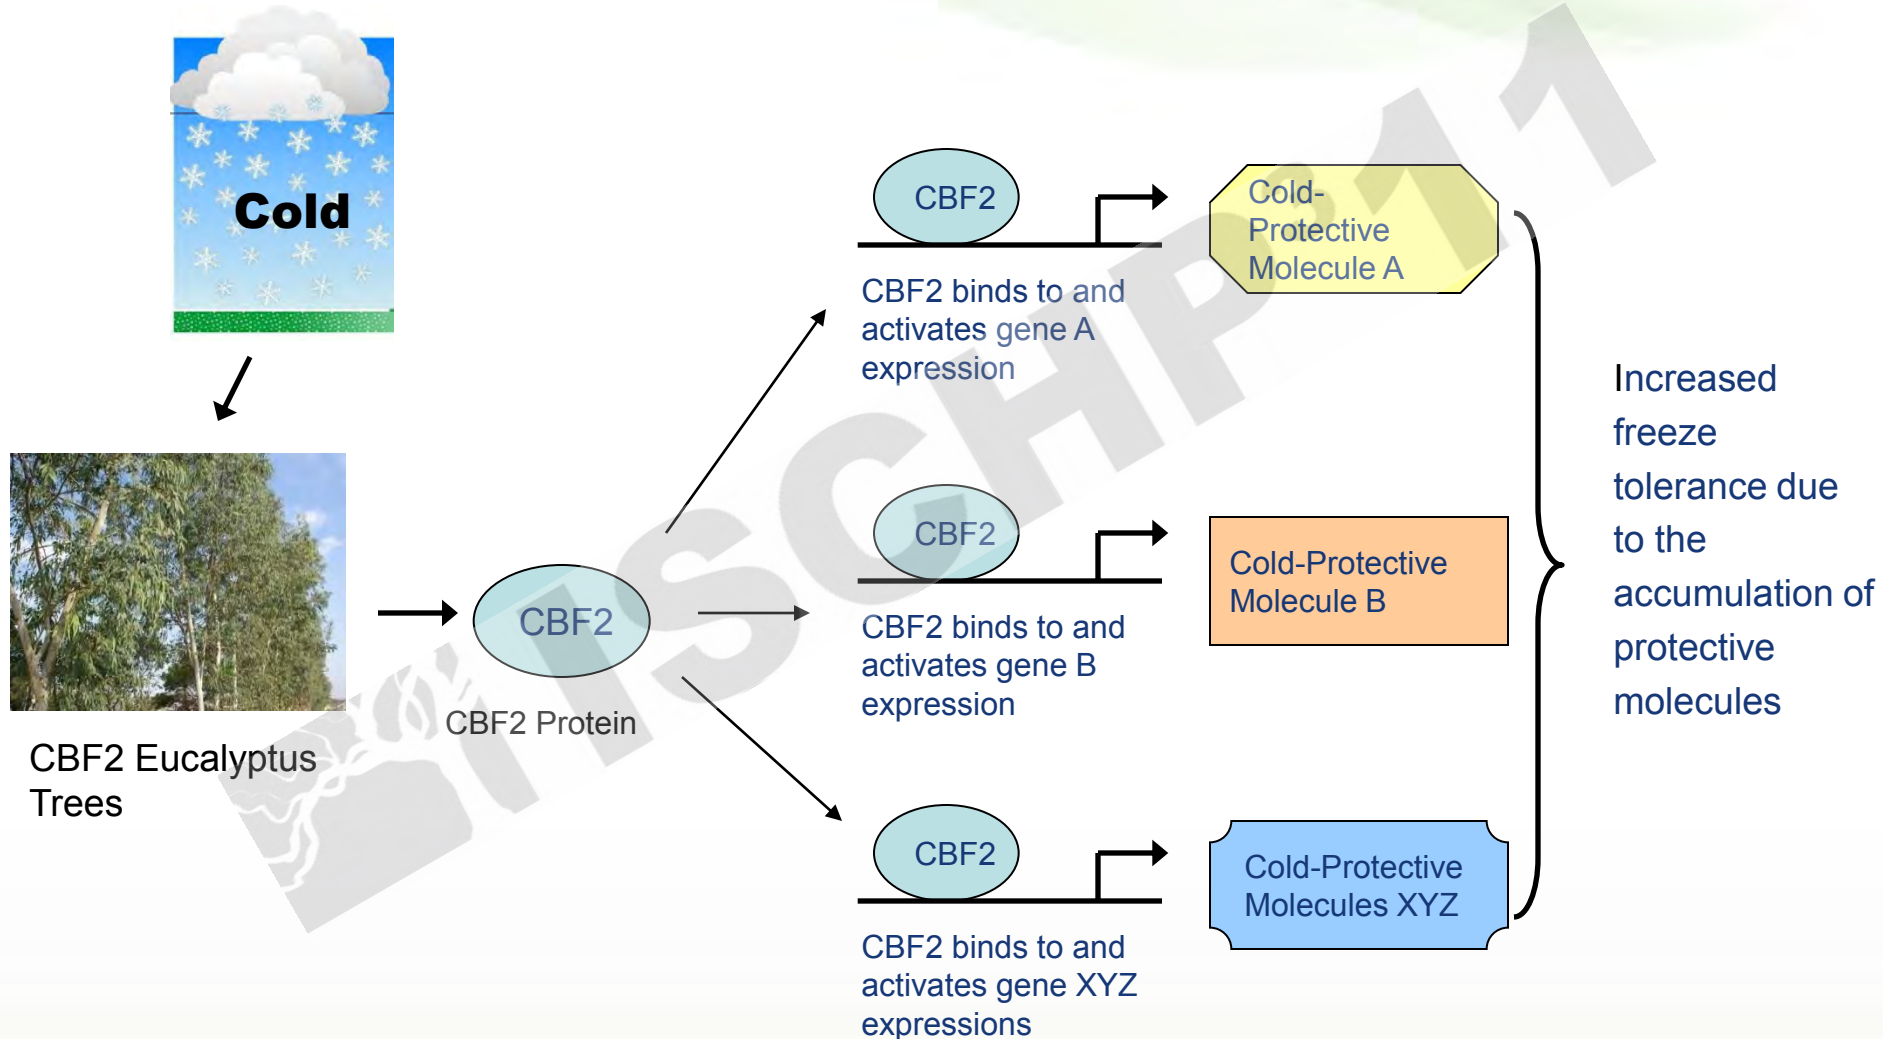 Cold
CBF2 Eucalyptus
Trees
CBF2
CBF2 Protein
CBF2
CBF2 binds to and
activates gene A
expression
Cold-
Protective
Molecule A
CBF2
CBF2 binds to and
activates gene B
expression
Cold-Protective
Molecule B
CBF2
CBF2 binds to and
activates gene XYZ
expressions
Cold-Protective
Molecules XYZ
Increased
freeze
tolerance due
to the
accumulation of
protective
molecules
ISCHP³11